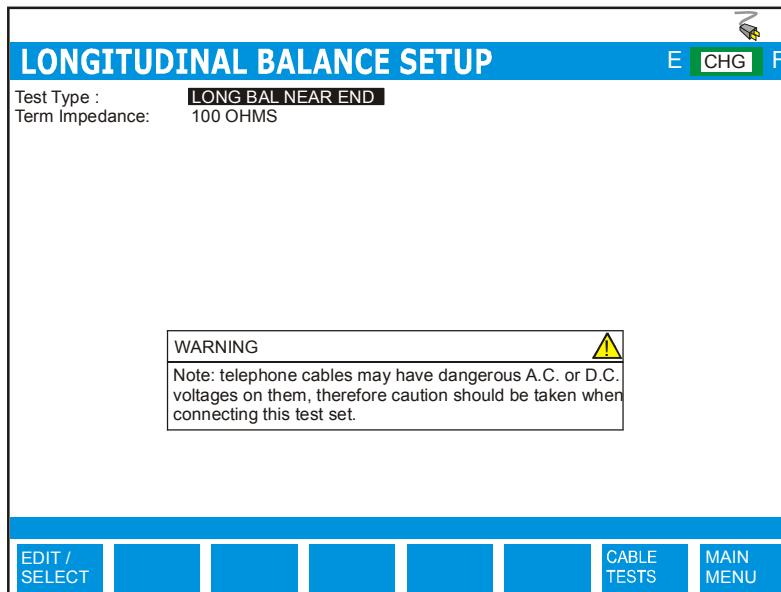 LONGITUDINAL BALANCE SETUP
E CHG F
Test Type : LONG BAL NEAR END
Term Impedance: 100 OHMS
WARNING
Note: telephone cables may have dangerous A.C. or D.C.
voltages on them, therefore caution should be taken when
connecting this test set.
EDIT /
SELECT
CABLE
TESTS
MAIN
MENU